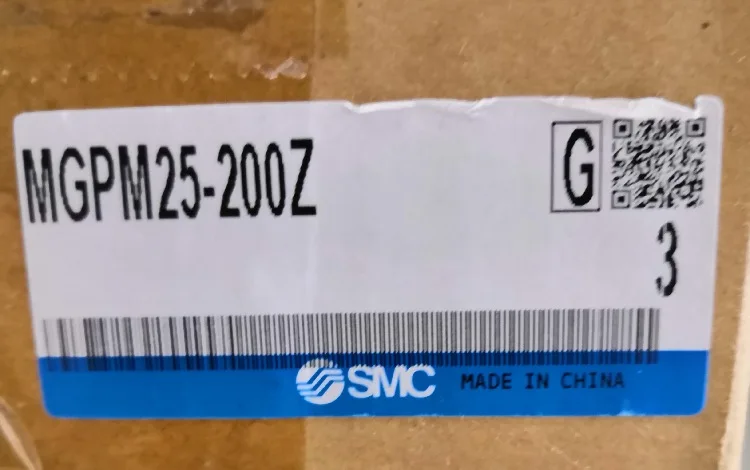 MGPM25-200Z
G
3
SMC MADE IN CHINA